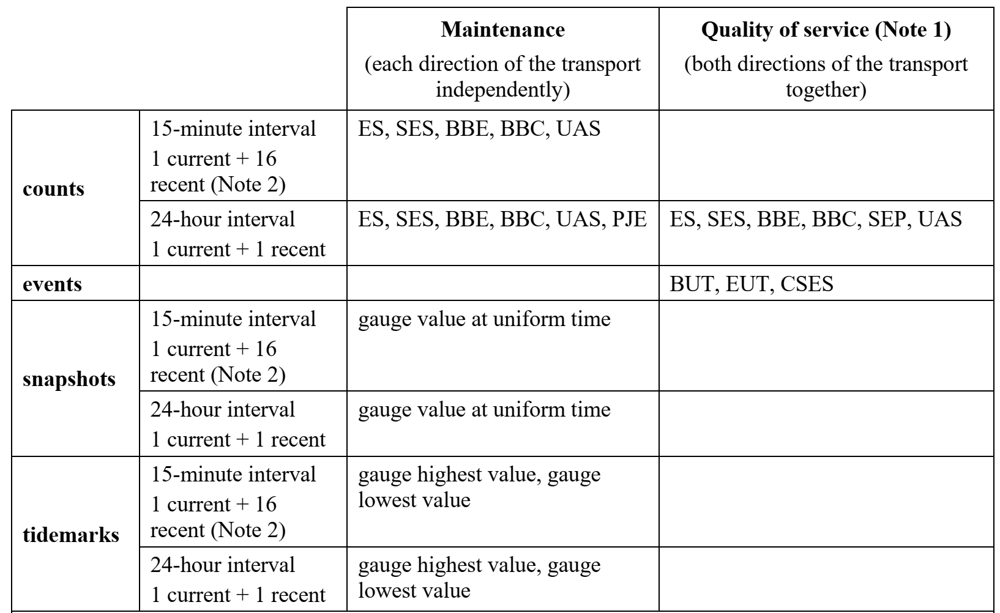 Maintenance
(each direction of the transport
independently)
Quality of service (Note 1)
(both directions of the transport
together)
counts
15-minute interval
1 current + 16
recent (Note 2)
ES, SES, BBE, BBC, UAS
24-hour interval
1 current + 1 recent
ES, SES, BBE, BBC, UAS, PJE
ES, SES, BBE, BBC, SEP, UAS
events
BUT, EUT, CSES
snapshots
15-minute interval
1 current + 16
recent (Note 2)
gauge value at uniform time
24-hour interval
1 current + 1 recent
gauge value at uniform time
tidemarks
15-minute interval
1 current + 16
recent (Note 2)
gauge highest value, gauge
lowest value
24-hour interval
1 current + 1 recent
gauge highest value, gauge
lowest value